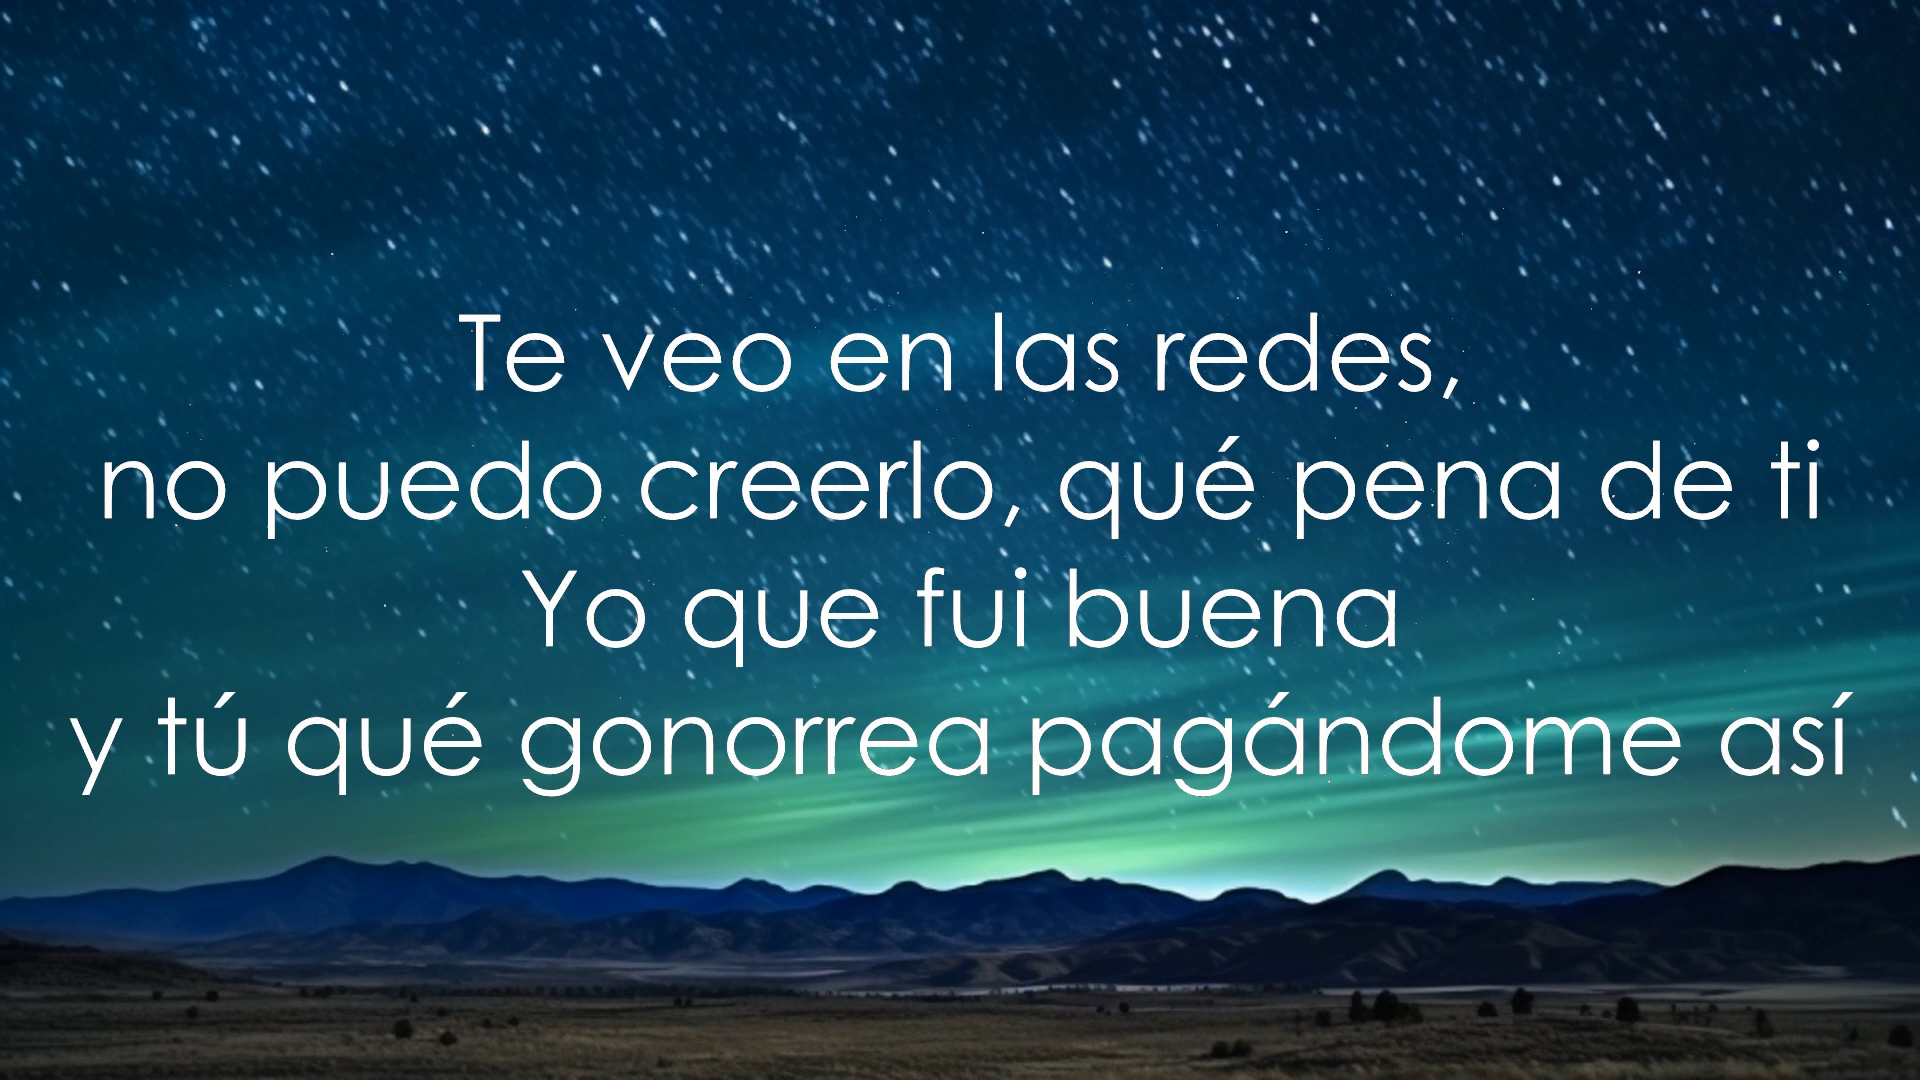 Te veo en las redes,
no puedo creerlo, qué pena de ti
Yo que fui buena
y tú qué gonorrea pagándome así